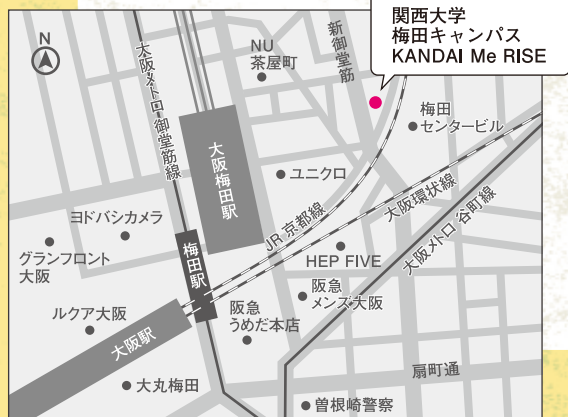 関西大学
梅田キャンパス
KANDAI Me RISE
N
大阪メトロ御堂筋線
NU
茶屋町
新御堂筋
梅田
センタービル
大阪梅田駅
ユニクロ
JR京都線
大阪環状線
大阪メトロ谷町線
ヨドバシカメラ
グランフロント
大阪
梅田駅
HEP FIVE
阪急
メンズ大阪
ルクア大阪
大阪駅
阪急
うめだ本店
扇町通
大丸梅田
曽根崎警察